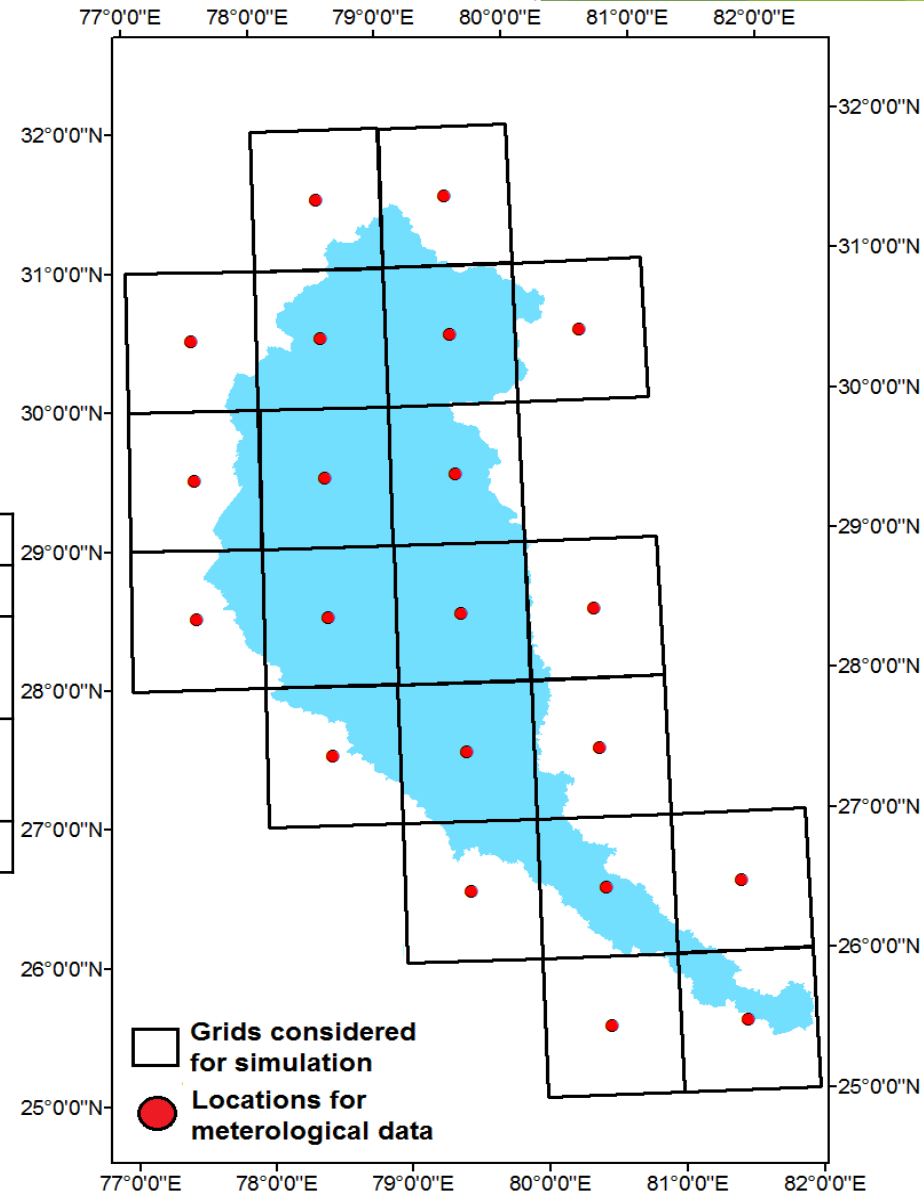 77°0'0"E 78°0'0"E 79°0'0"E 80°0'0"E 81°0'0"E 82°0'0"E
32°0'0"N
32°0'0"N
31°0'0"N
31°0'0"N
30°0'0"N
30°0'0"N
29°0'0"N
29°0'0"N
28°0'0"N
28°0'0"N
27°0'0"N
27°0'0"N
26°0'0"N
26°0'0"N
Grids considered
for simulation
25°0'0"N
Locations for
25°0'0"N
meterological data
77°0'0"E 78°0'0"E 79°0'0"E 80°0'0"E 81°0'0"E 82°0'0"E